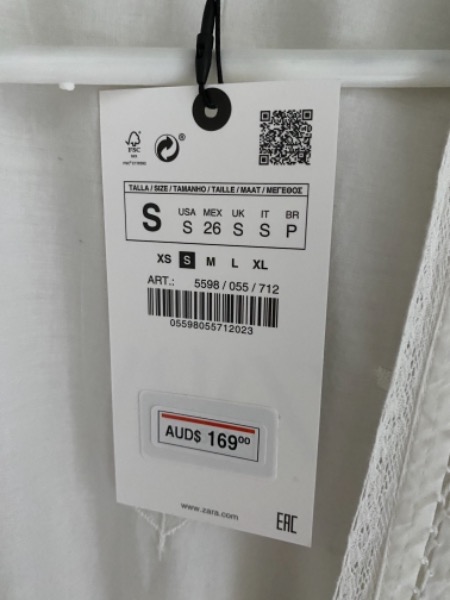 FSC
®
TALLA / SIZE / TAMANHO / TAILLE / MAAT / ΜΕΓΕΘΟΣ
S USA MEX UK IT BR
S 26 S S P
XS S M L XL
ART.: 5598 / 055 / 712
05598055712023
AUD$ 169⁰⁰
www.zara.com
EAC